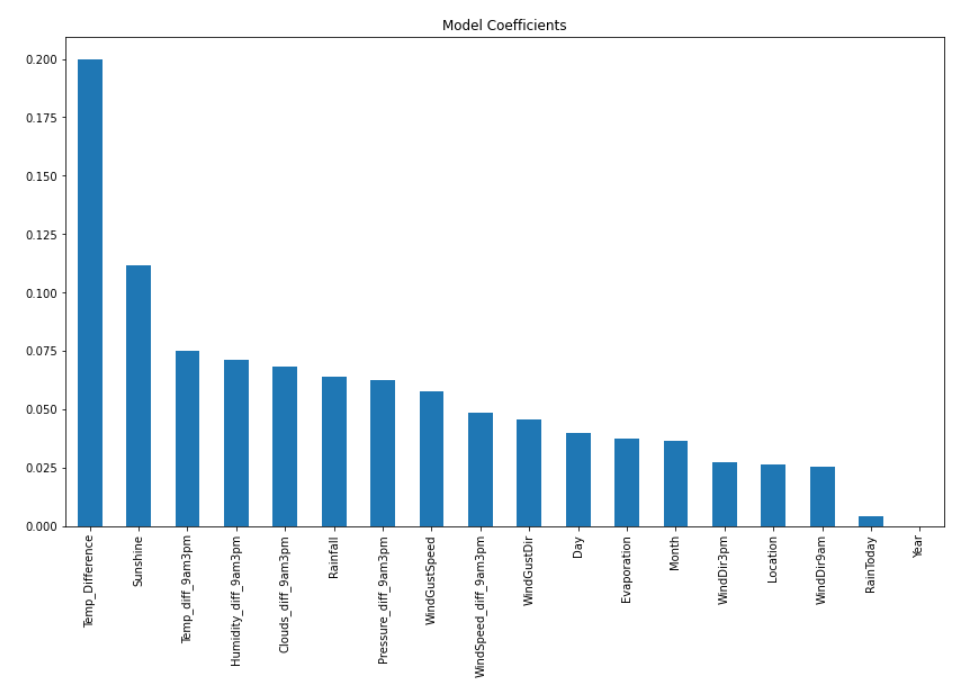 Model Coefficients
0.200
0.175
0.150
0.125
0.100
0.075
0.050
0.025
0.000
Temp_Difference
Sunshine
Temp_diff_9am3pm
Humidity_diff_9am3pm
Clouds_diff_9am3pm
Rainfall
Pressure_diff_9am3pm
WindGustSpeed
WindSpeed_diff_9am3pm
WindGustDir
Day
Evaporation
Month
WindDir3pm
Location
WindDir9am
RainToday
Year